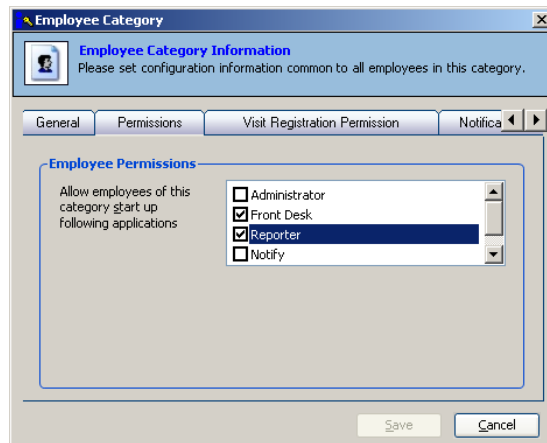 Employee Category
Employee Category Information
Please set configuration information common to all employees in this category.
General
Permissions
Visit Registration Permission
Notifica
Employee Permissions
Allow employees of this
category start up
following applications
Administrator
Front Desk
Reporter
Notify
Save
Cancel